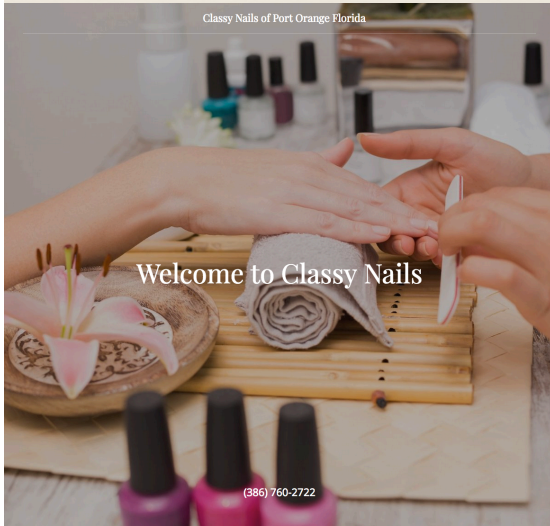 Classy Nails of Port Orange Florida
Welcome to Classy Nails
(386) 760-2722